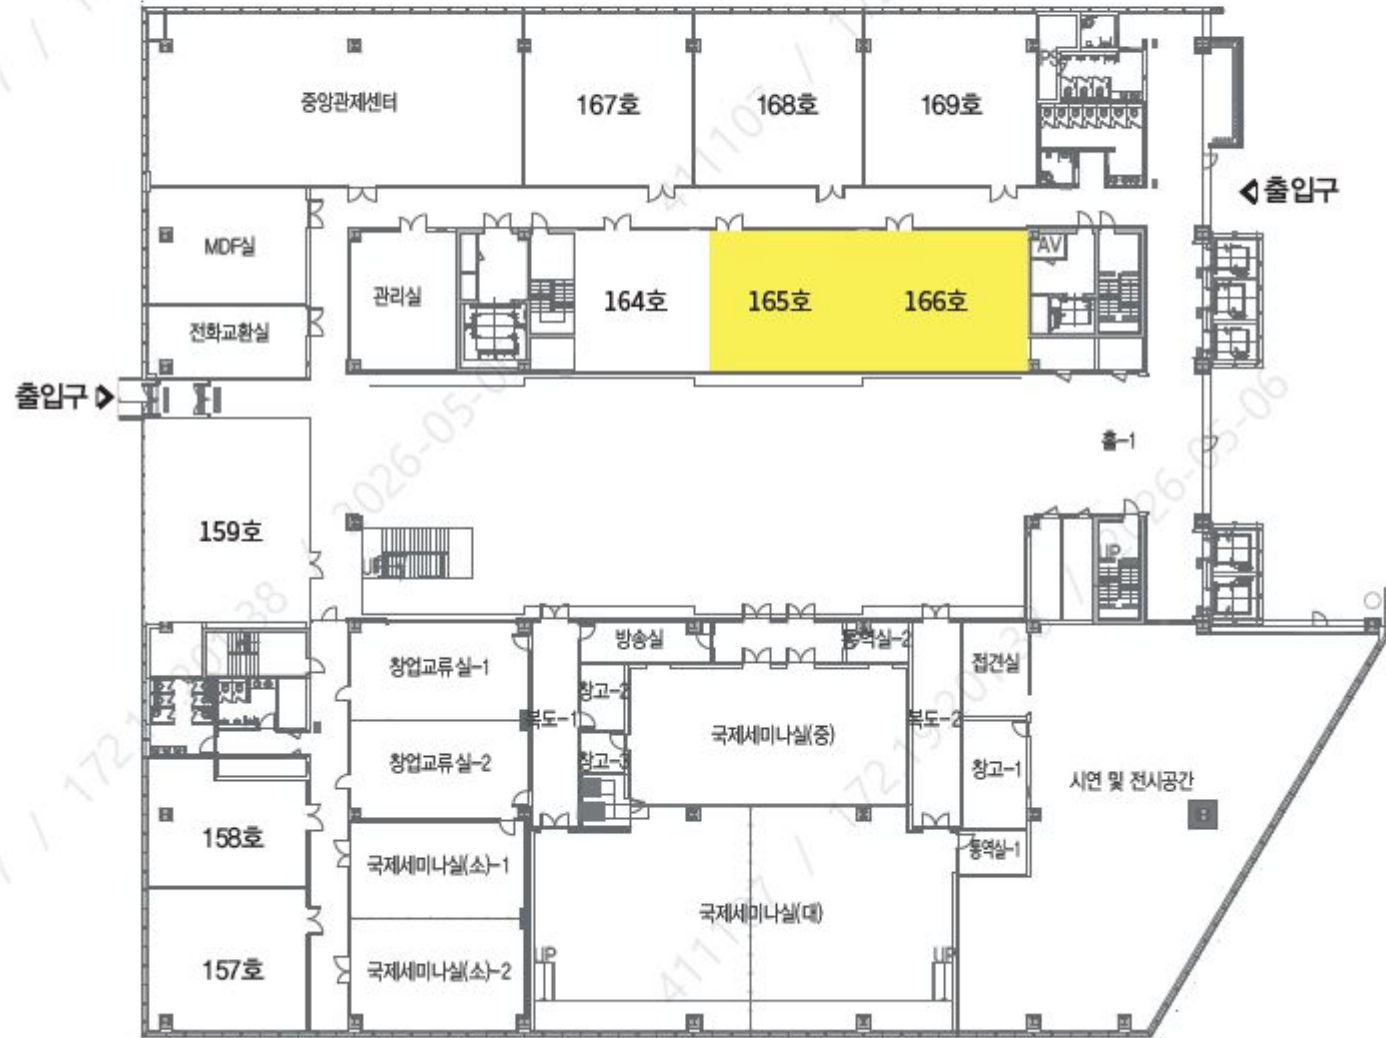 중앙관제센터
167호
168호
169호
PS
출입구
MDF실
관리실
164호
165호
166호
AV
전화교환실
출입구
홀-1
159호
UP
UP
방송실
통역실-2
접견실
창업교류실-1
창고-2
복도-1
복도-2
국제세미나실(중)
창업교류실-2
창고-3
창고-1
시연 및 전시공간
158호
국제세미나실(소)-1
통역실-1
국제세미나실(대)
UP
UP
157호
국제세미나실(소)-2
411107
2026-05-06
411107